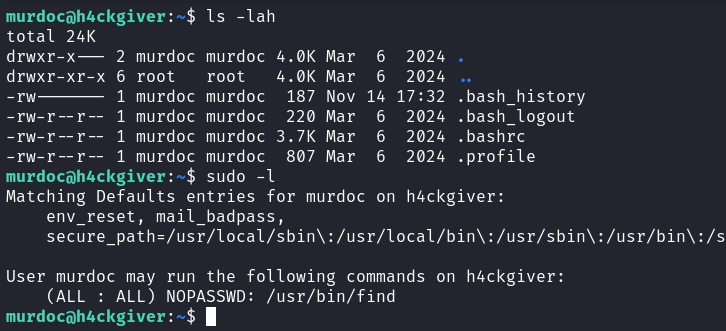 murdoc@h4ckgiver:~$ ls -lah
total 24K
drwxr-x--- 2 murdoc murdoc 4.0K Mar  6  2024 .
drwxr-xr-x 6 root   root   4.0K Mar  6  2024 ..
-rw------- 1 murdoc murdoc  187 Nov 14 17:32 .bash_history
-rw-r--r-- 1 murdoc murdoc  220 Mar  6  2024 .bash_logout
-rw-r--r-- 1 murdoc murdoc 3.7K Mar  6  2024 .bashrc
-rw-r--r-- 1 murdoc murdoc  807 Mar  6  2024 .profile
murdoc@h4ckgiver:~$ sudo -l
Matching Defaults entries for murdoc on h4ckgiver:
    env_reset, mail_badpass,
    secure_path=/usr/local/sbin\:/usr/local/bin\:/usr/sbin\:/usr/bin\:/s

User murdoc may run the following commands on h4ckgiver:
    (ALL : ALL) NOPASSWD: /usr/bin/find
murdoc@h4ckgiver:~$